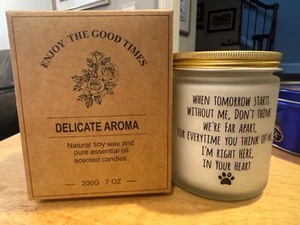 ENJOY THE GOOD TIMES
DELICATE AROMA
Natural soy wax and
pure essential oil
scented candles
200G 7 OZ
WHEN TOMORROW STARTS
WITHOUT ME, DON'T THINK
WE'RE FAR APART,
FOR EVERYTIME YOU THINK OF
I'M RIGHT HERE,
IN YOUR HEART